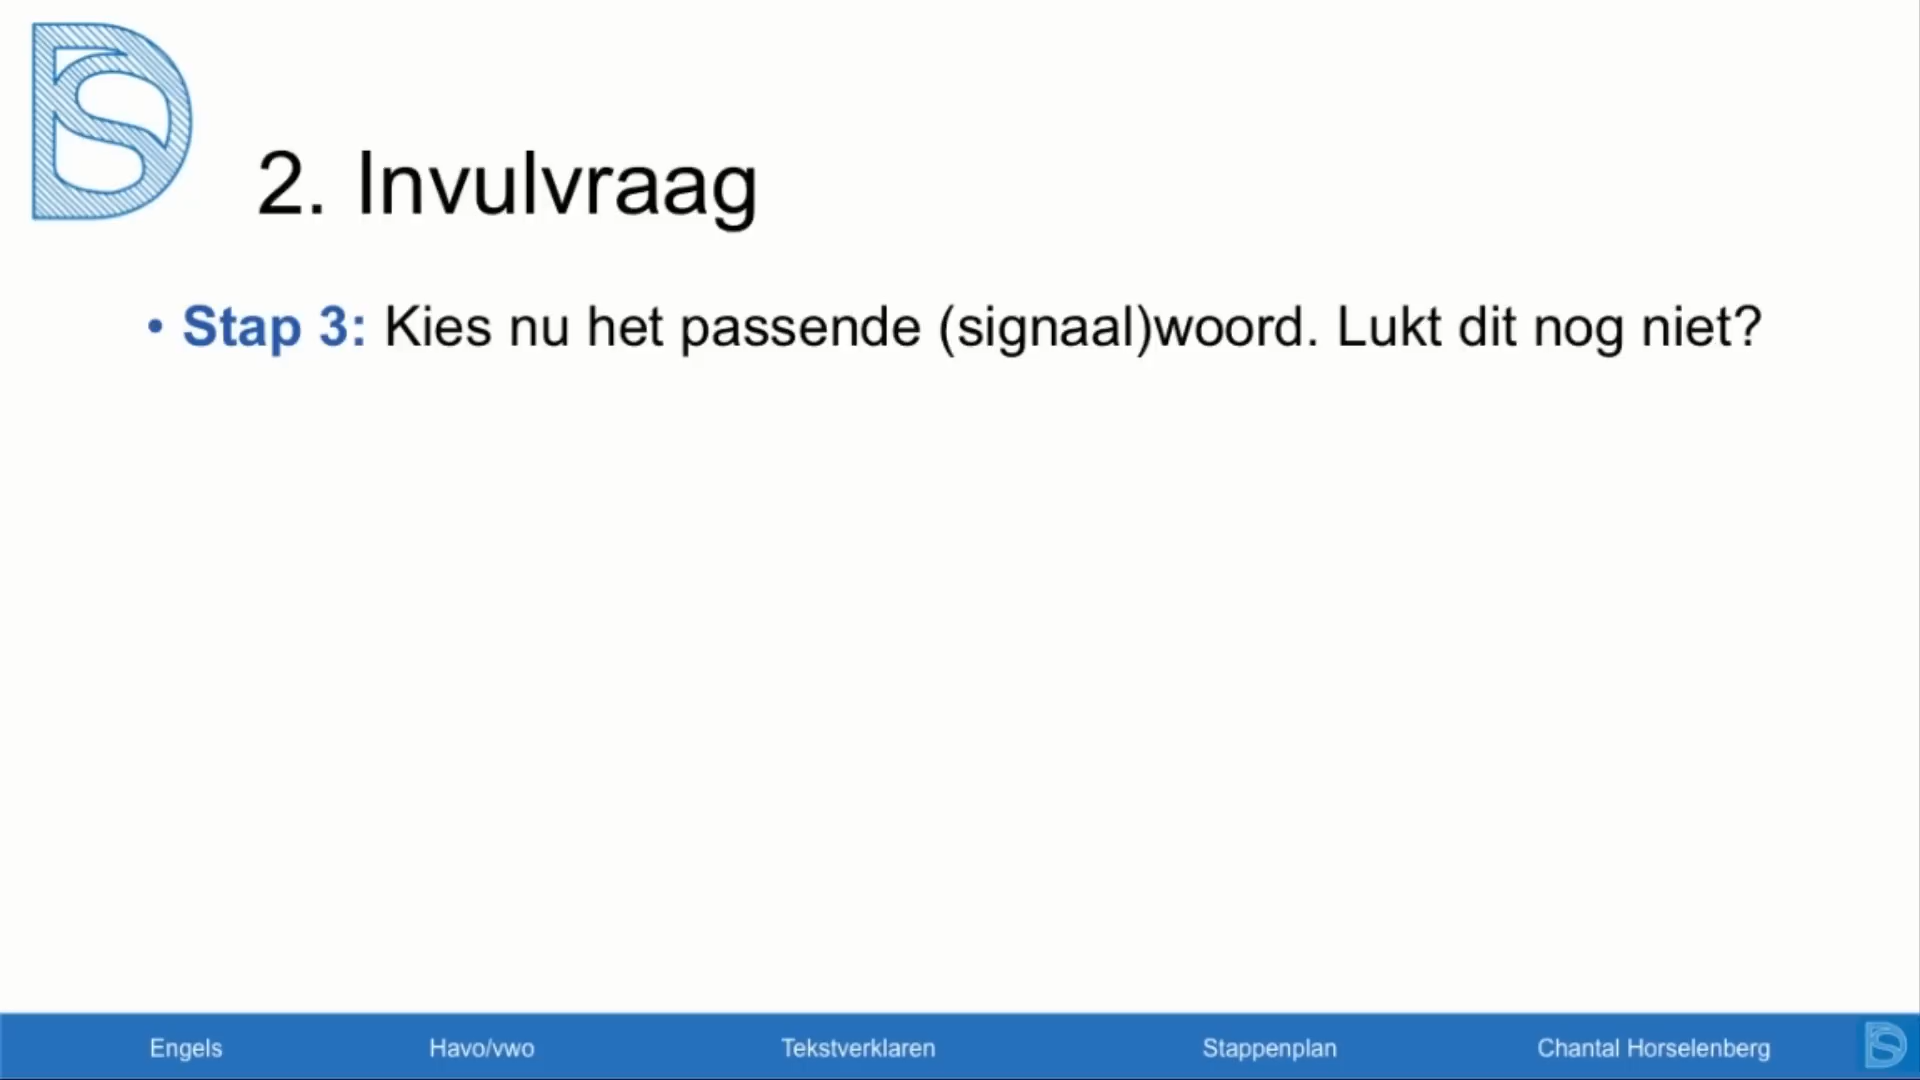 2. Invulvraag
• Stap 3: Kies nu het passende (signaal)woord. Lukt dit nog niet?
Engels Havo/vwo Tekstverklaren Stappenplan Chantal Horselenberg